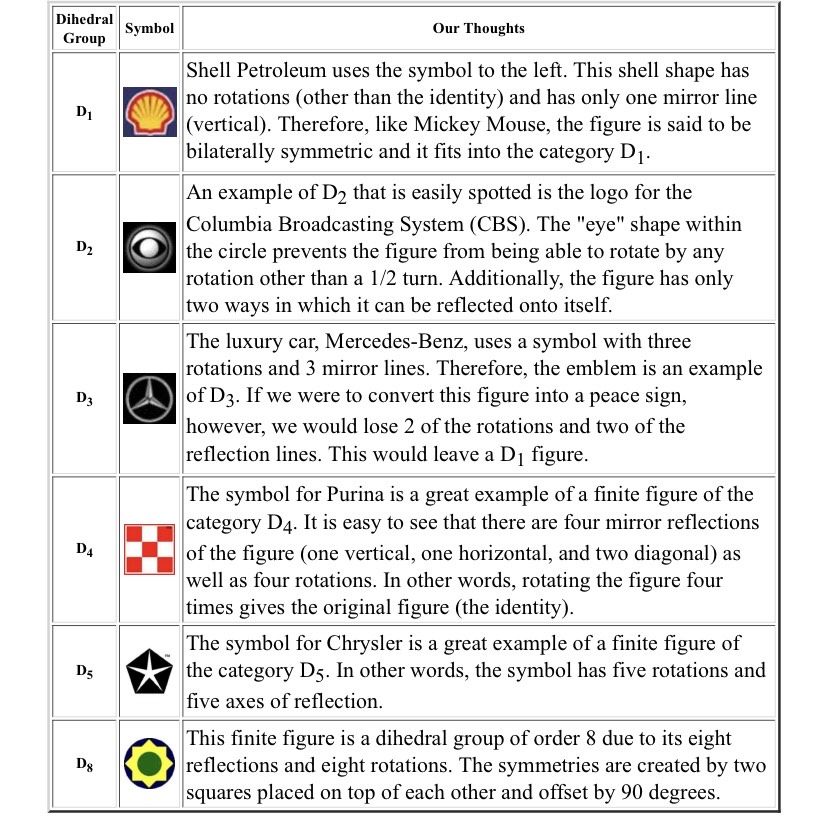 Dihedral Group
Symbol
Our Thoughts
D1
Shell Petroleum uses the symbol to the left. This shell shape has
no rotations (other than the identity) and has only one mirror line
(vertical). Therefore, like Mickey Mouse, the figure is said to be
bilaterally symmetric and it fits into the category D1.
D2
An example of D2 that is easily spotted is the logo for the
Columbia Broadcasting System (CBS). The "eye" shape within
the circle prevents the figure from being able to rotate by any
rotation other than a 1/2 turn. Additionally, the figure has only
two ways in which it can be reflected onto itself.
D3
The luxury car, Mercedes-Benz, uses a symbol with three
rotations and 3 mirror lines. Therefore, the emblem is an example
of D3. If we were to convert this figure into a peace sign,
however, we would lose 2 of the rotations and two of the
reflection lines. This would leave a D1 figure.
D4
The symbol for Purina is a great example of a finite figure of the
category D4. It is easy to see that there are four mirror reflections
of the figure (one vertical, one horizontal, and two diagonal) as
well as four rotations. In other words, rotating the figure four
times gives the original figure (the identity).
D5
The symbol for Chrysler is a great example of a finite figure of
the category D5. In other words, the symbol has five rotations and
five axes of reflection.
D8
This finite figure is a dihedral group of order 8 due to its eight
reflections and eight rotations. The symmetries are created by two
squares placed on top of each other and offset by 90 degrees.